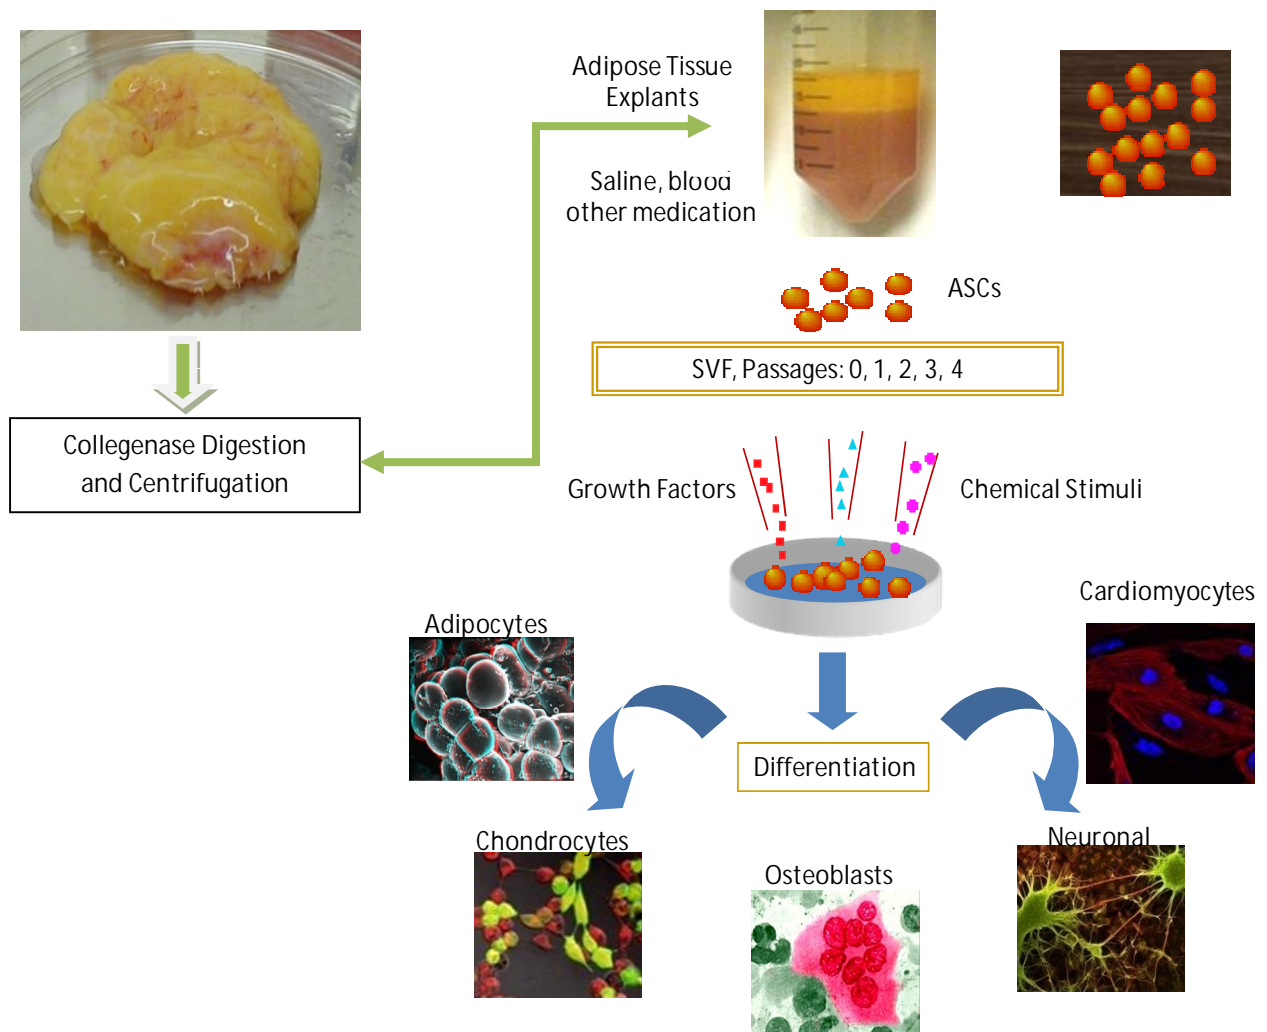 Adipose Tissue
Explants
Saline, blood
other medication
ASCs
SVF, Passages: 0, 1, 2, 3, 4
Collegenase Digestion
and Centrifugation
Growth Factors
Chemical Stimuli
Cardiomyocytes
Adipocytes
Differentiation
Chondrocytes
Neuronal
Osteoblasts